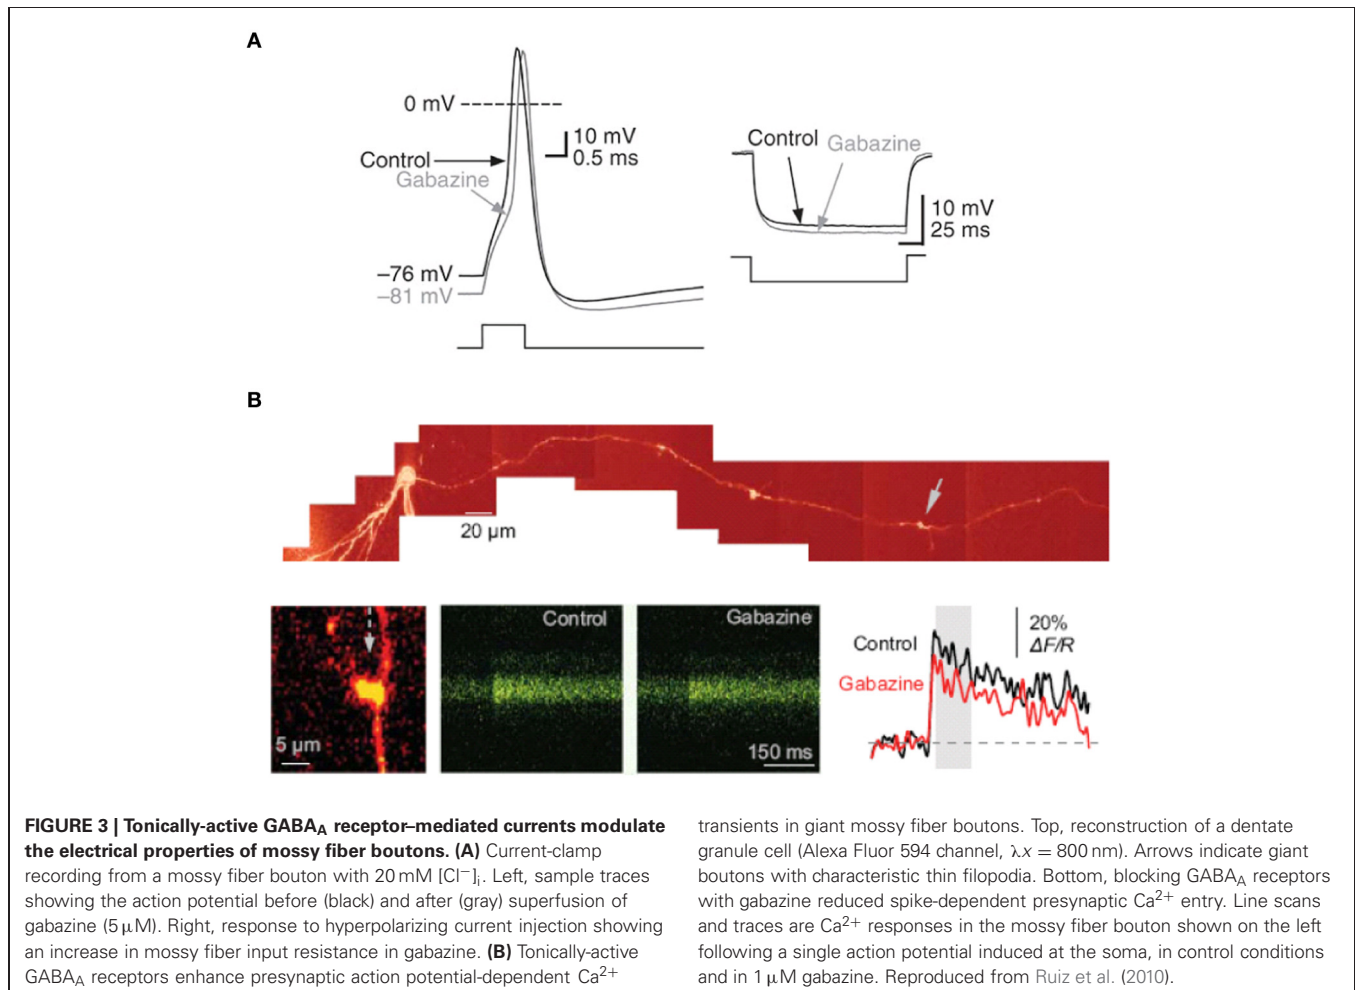 A
0 mV
10 mV
0.5 ms
Control
Gabazine
–76 mV
–81 mV
Control
Gabazine
10 mV
25 ms
B
20 µm
5 µm
Control
Gabazine
150 ms
Control
Gabazine
20%
ΔF/R
FIGURE 3 | Tonically-active GABAA receptor–mediated currents modulate
the electrical properties of mossy fiber boutons. (A) Current-clamp
recording from a mossy fiber bouton with 20 mM [Cl−]i. Left, sample traces
showing the action potential before (black) and after (gray) superfusion of
gabazine (5 µM). Right, response to hyperpolarizing current injection showing
an increase in mossy fiber input resistance in gabazine. (B) Tonically-active
GABAA receptors enhance presynaptic action potential-dependent Ca2+
transients in giant mossy fiber boutons. Top, reconstruction of a dentate
granule cell (Alexa Fluor 594 channel, λx = 800 nm). Arrows indicate giant
boutons with characteristic thin filopodia. Bottom, blocking GABAA receptors
with gabazine reduced spike-dependent presynaptic Ca2+ entry. Line scans
and traces are Ca2+ responses in the mossy fiber bouton shown on the left
following a single action potential induced at the soma, in control conditions
and in 1 µM gabazine. Reproduced from Ruiz et al. (2010).